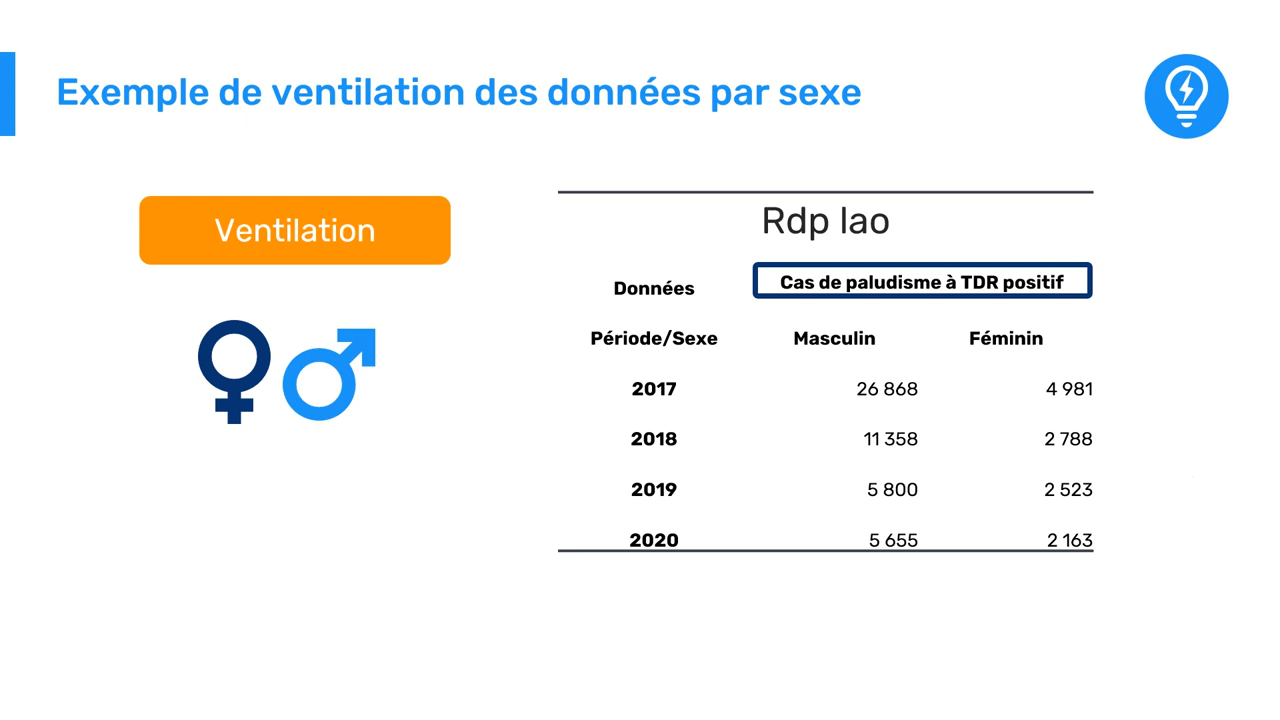 Exemple de ventilation des données par sexe
Ventilation
Rdp lao
Données
Cas de paludisme à TDR positif
Période/Sexe Masculin Féminin
2017 26 868 4 981
2018 11 358 2 788
2019 5 800 2 523
2020 5 655 2 163